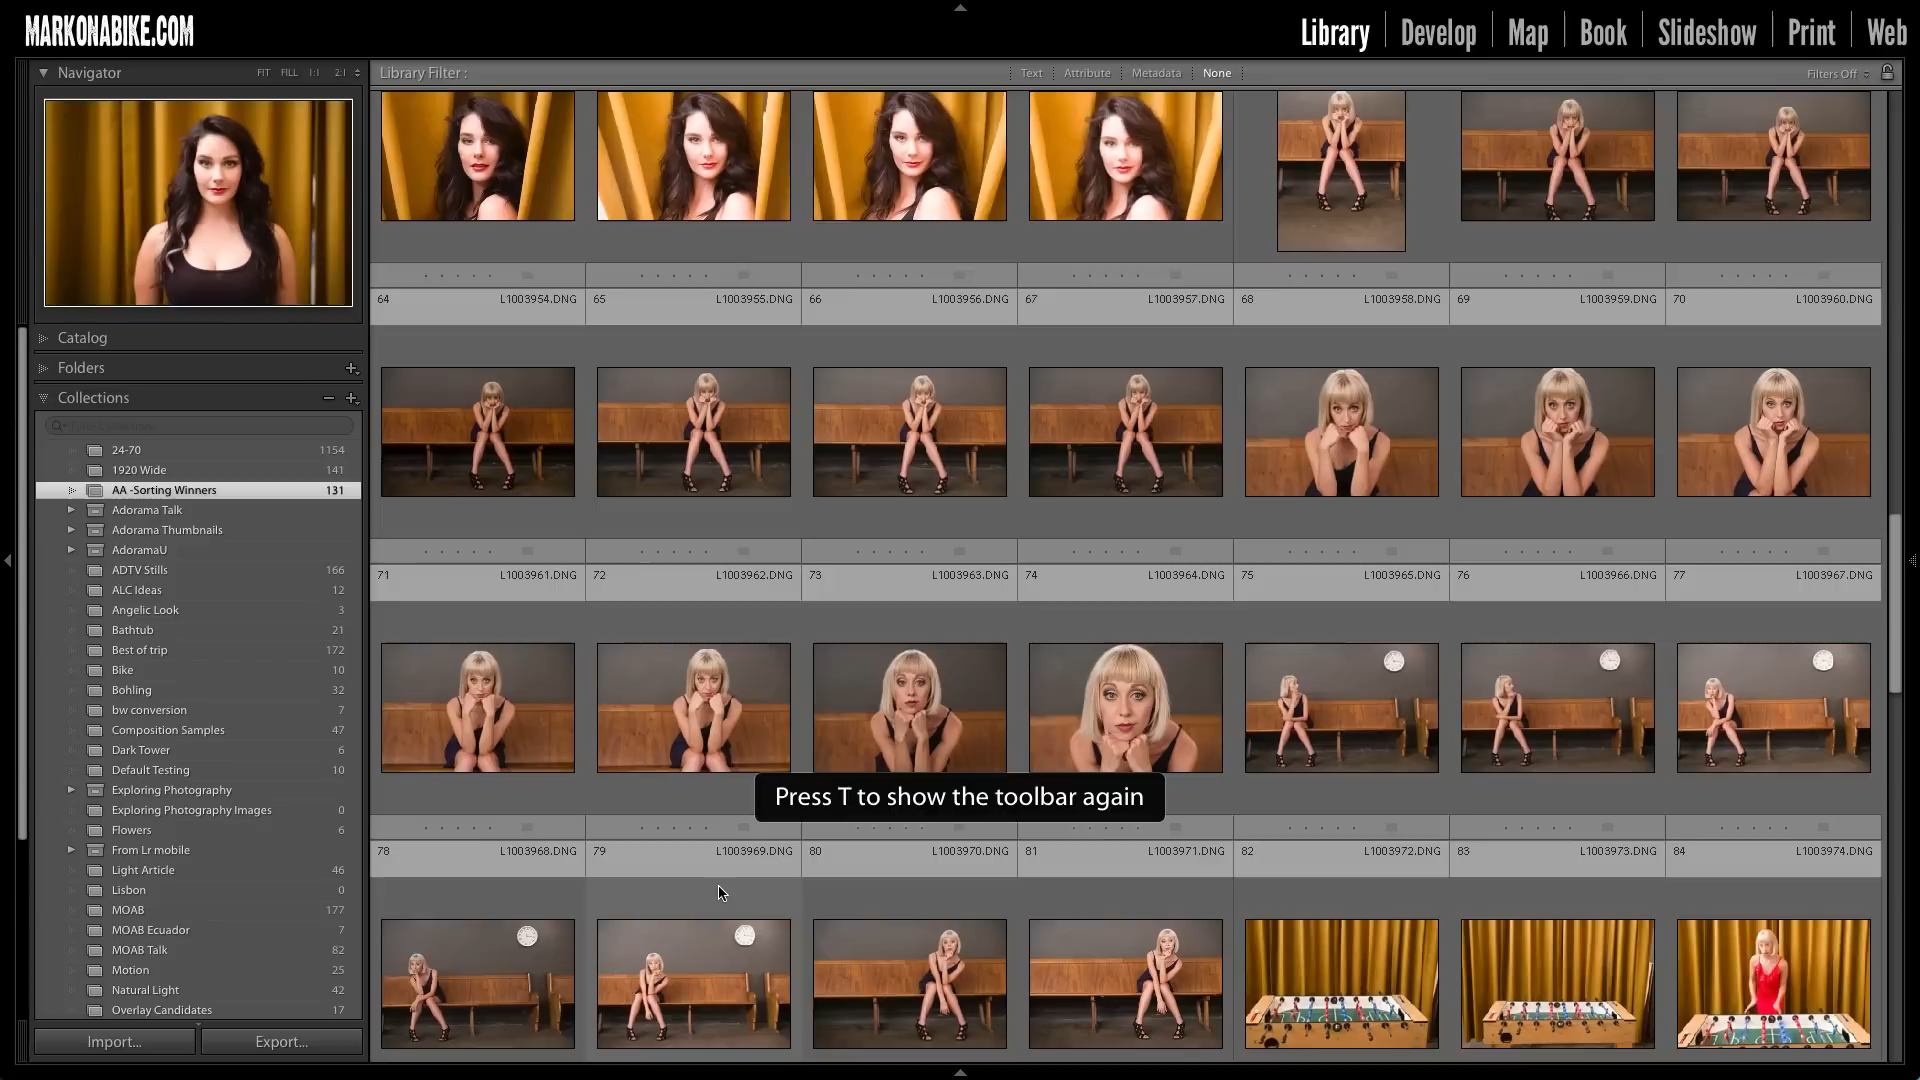 MARKONABIKE.COM
Library Develop Map Book Slideshow Print Web
Navigator FIT FILL 1:1 2:1
Library Filter : Text Attribute Metadata None Filters Off
64 L1003954.DNG 65 L1003955.DNG 66 L1003956.DNG 67 L1003957.DNG 68 L1003958.DNG 69 L1003959.DNG 70 L1003960.DNG
Catalog
Folders
Collections
24-70 1154
1920 Wide 141
AA -Sorting Winners 131
Adorama Talk
Adorama Thumbnails
AdoramaU
ADTV Stills 166
ALC Ideas 12
Angelic Look 3
Bathtub 21
Best of trip 172
Bike 10
Bohling 32
bw conversion 7
Composition Samples 47
Dark Tower 6
Default Testing 10
Exploring Photography
Exploring Photography Images 0
Flowers 6
From Lr mobile
Light Article 46
Lisbon 0
MOAB 177
MOAB Ecuador 7
MOAB Talk 82
Motion 25
Natural Light 42
Overlay Candidates 17
Import... Export...
71 L1003961.DNG 72 L1003962.DNG 73 L1003963.DNG 74 L1003964.DNG 75 L1003965.DNG 76 L1003966.DNG 77 L1003967.DNG
Press T to show the toolbar again
78 L1003968.DNG 79 L1003969.DNG 80 L1003970.DNG 81 L1003971.DNG 82 L1003972.DNG 83 L1003973.DNG 84 L1003974.DNG